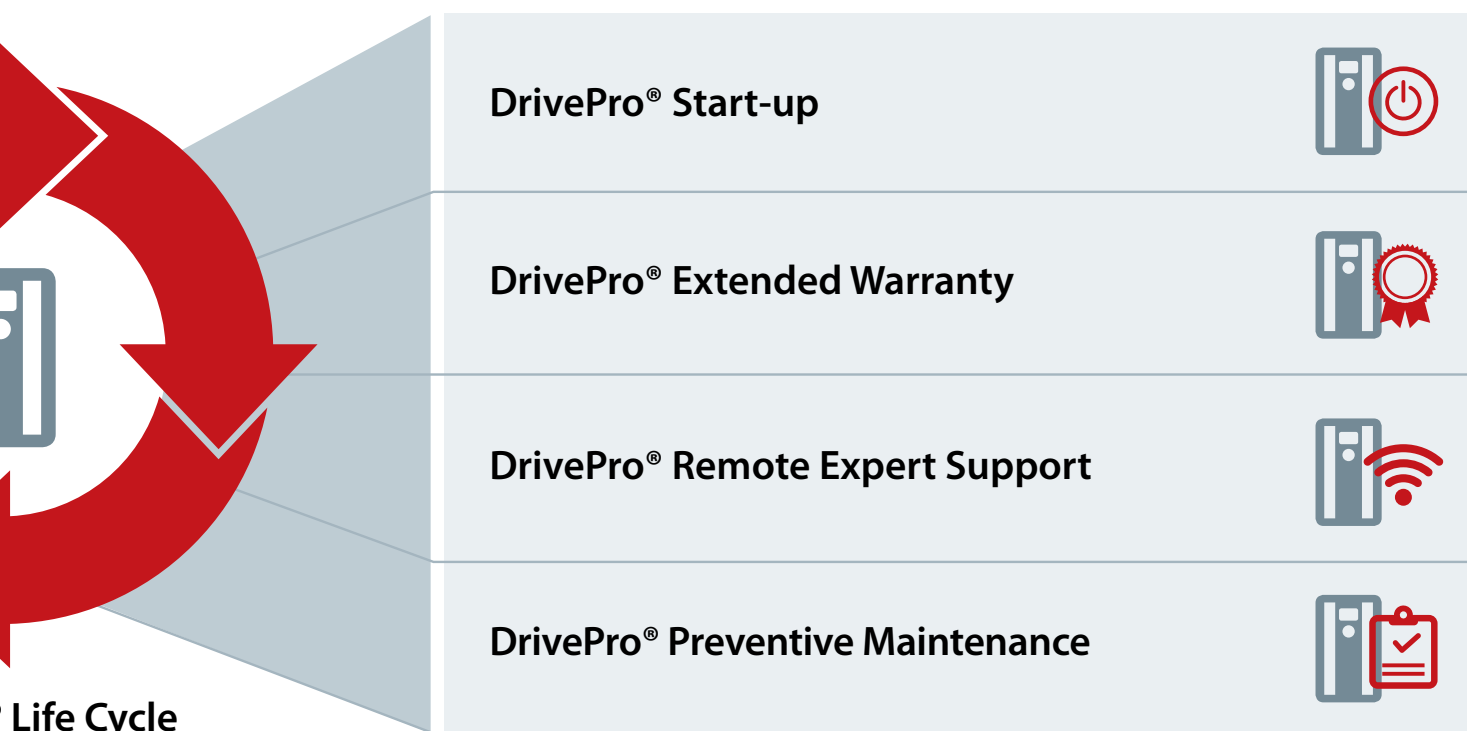 DrivePro® Start-up
DrivePro® Extended Warranty
DrivePro® Remote Expert Support
DrivePro® Preventive Maintenance
® Life Cycle